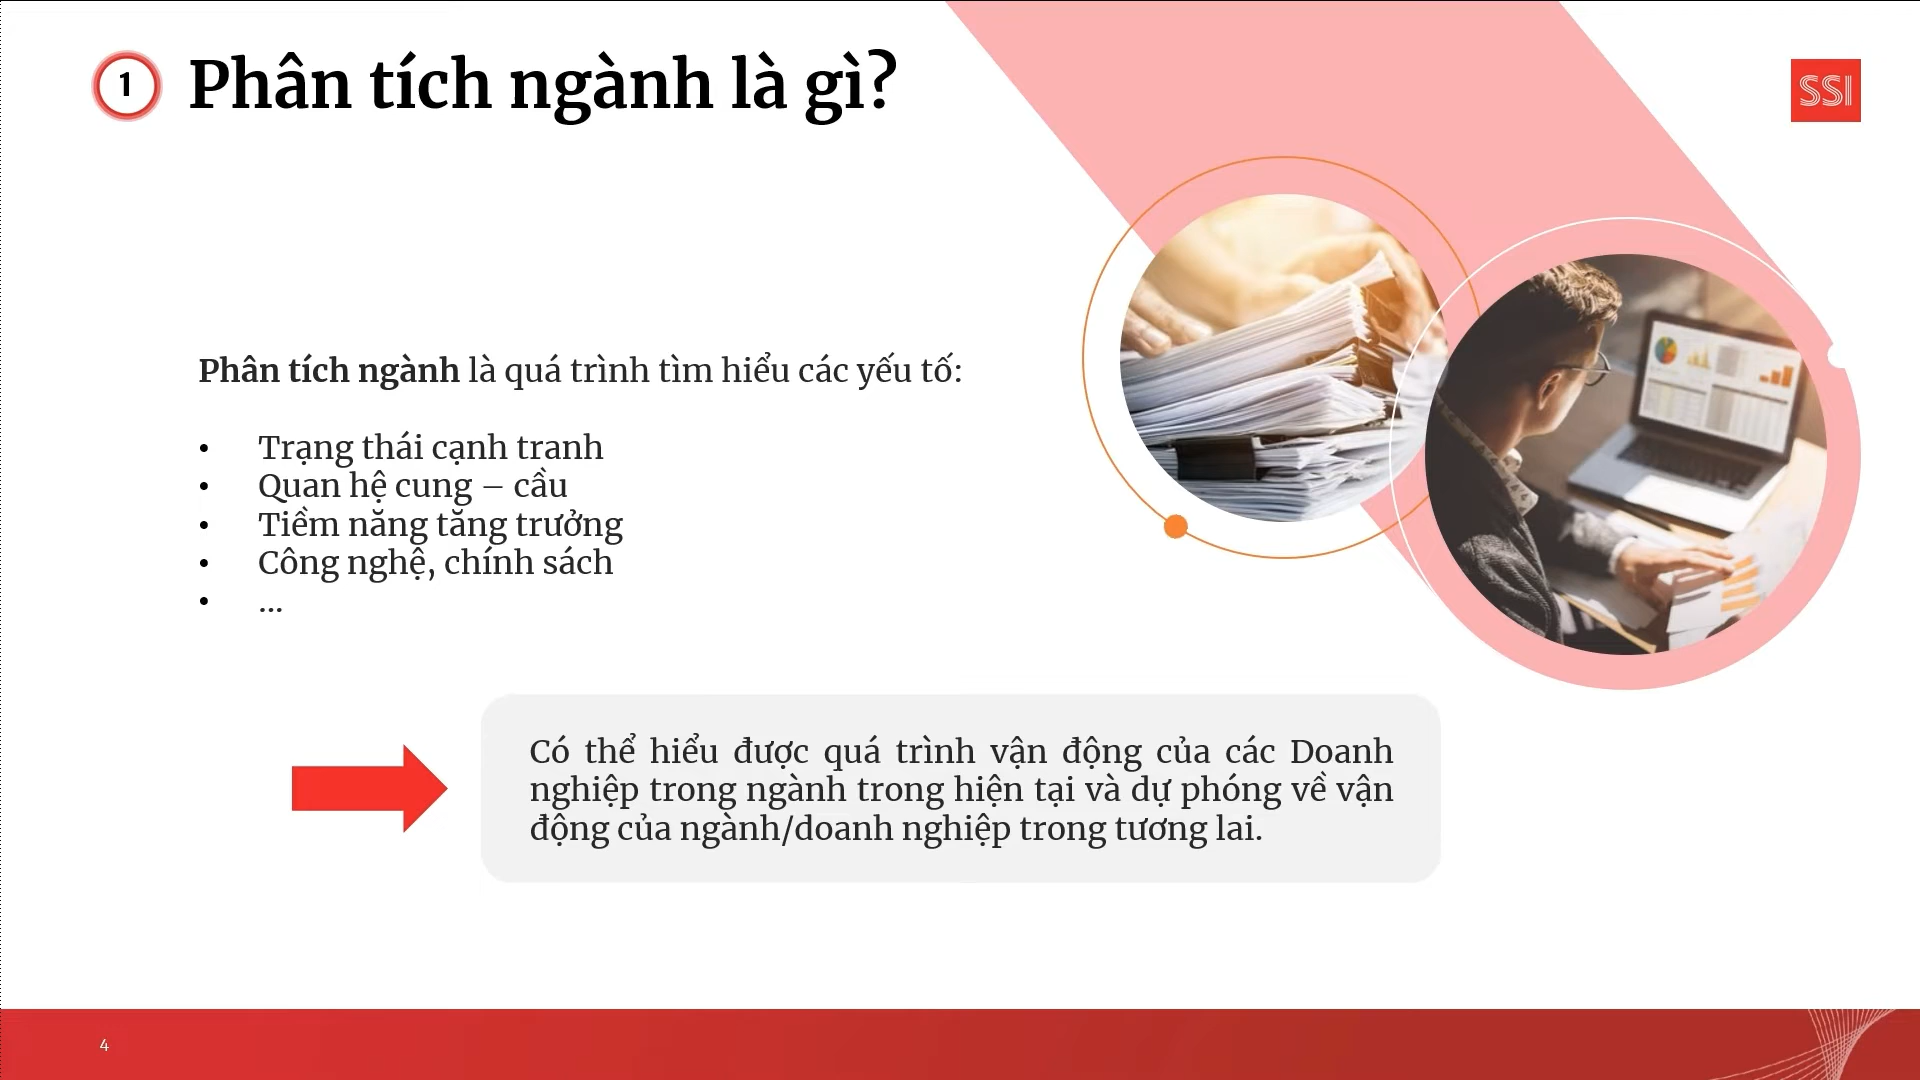 1
Phân tích ngành là gì?
SSI
Phân tích ngành là quá trình tìm hiểu các yếu tố:
• Trạng thái cạnh tranh
• Quan hệ cung – cầu
• Tiềm năng tăng trưởng
• Công nghệ, chính sách
• ...
Có thể hiểu được quá trình vận động của các Doanh
nghiệp trong ngành trong hiện tại và dự phóng về vận
động của ngành/doanh nghiệp trong tương lai.
4